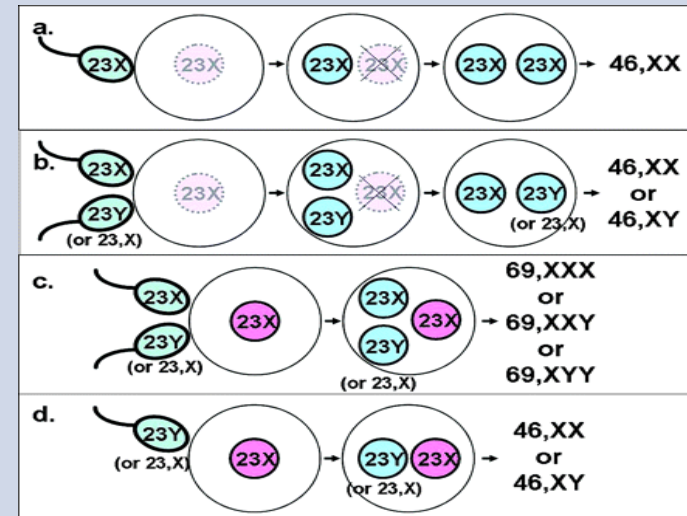 a.
23X 23X 23X 23X 23X 23X 46,XX
b.
23X 23X 23X 23X 23X 23Y 46,XX
23Y 23Y or
(or 23,X) (or 23,X) 46,XY
c.
23X 23X 23X 23X 69,XXX
or
23Y 23Y 69,XXY
(or 23,X) (or 23,X) or
69,XYY
d.
23Y 23X 23Y 23X 46,XX
(or 23,X) (or 23,X) or
46,XY